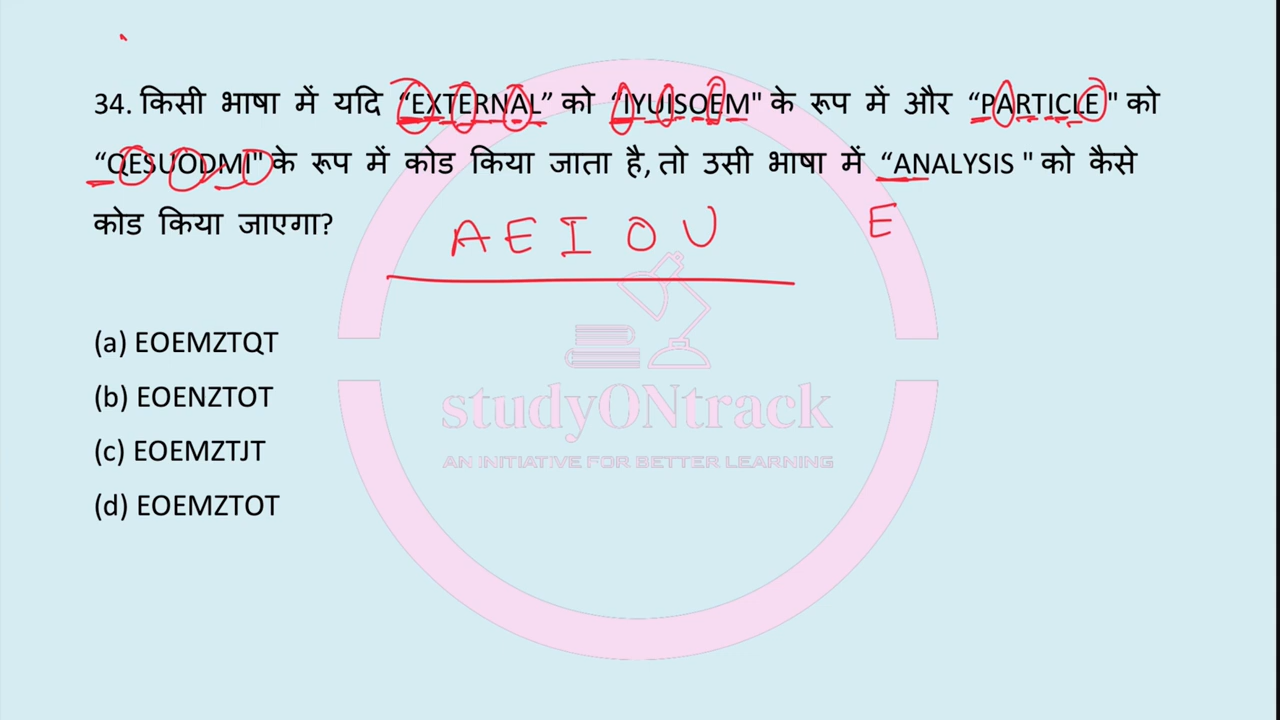 34. किसी भाषा में यदि “EXTERNAL” को “IYUISOEM" के रूप में और “PARTICLE " को
“QESUODMI" के रूप में कोड किया जाता है, तो उसी भाषा में “ANALYSIS " को कैसे
कोड किया जाएगा?
A E I O U
E
(a) EOEMZTQT
(b) EOENZTOT
(c) EOEMZTJT
(d) EOEMZTOT
studyONtrack
AN INITIATIVE FOR BETTER LEARNING